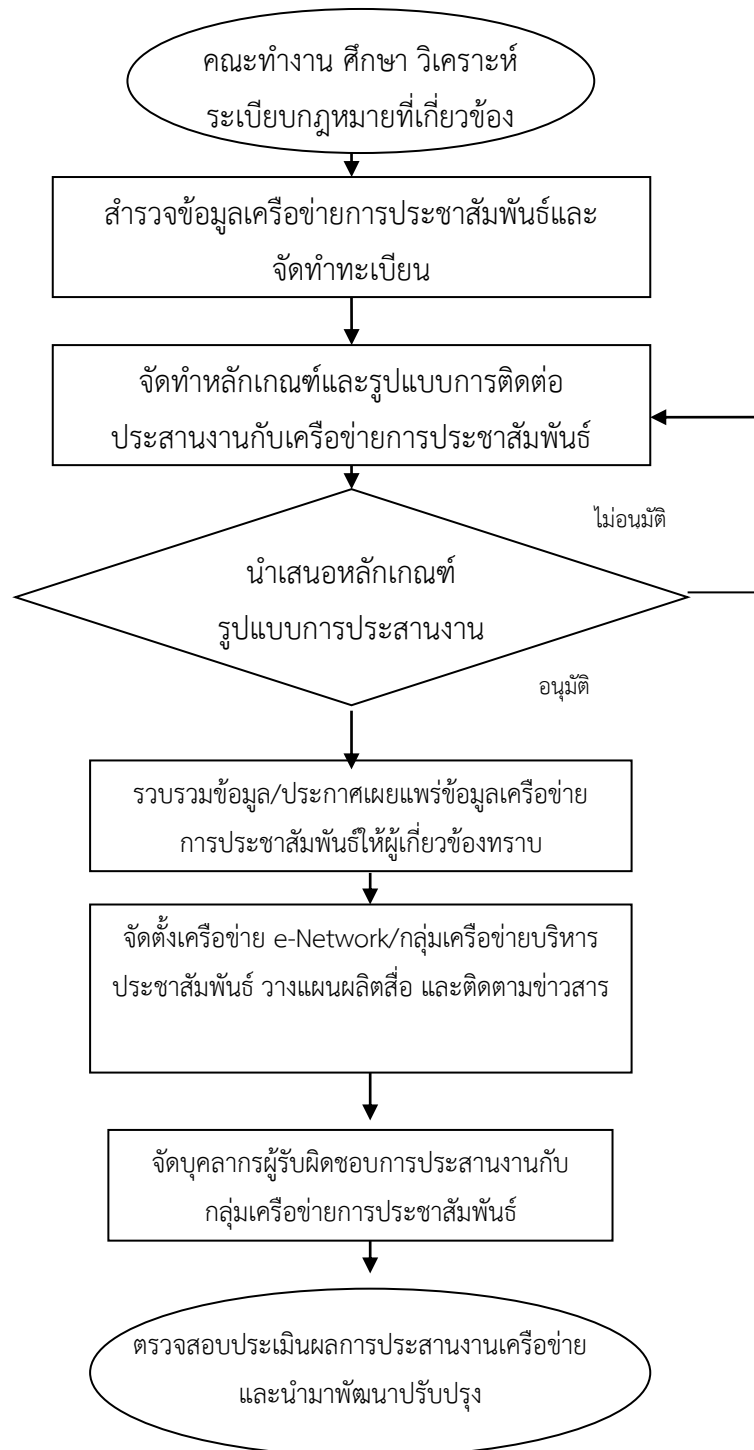 คณะทำงาน ศึกษา วิเคราะห์
ระเบียบกฎหมายที่เกี่ยวข้อง
สำรวจข้อมูลเครือข่ายการประชาสัมพันธ์และ
จัดทำทะเบียน
จัดทำหลักเกณฑ์และรูปแบบการติดต่อ
ประสานงานกับเครือข่ายการประชาสัมพันธ์
ไม่อนมัติ
นำเสนอหลักเกณฑ์
รูปแบบการประสานงาน
อนุมัติ
รวบรวมข้อมูล/ประกาศเผยแพร่ข้อมูลเครือข่าย
การประชาสัมพันธ์ให้ผู้เกี่ยวข้องทราบ
จัดตั้งเครือข่าย e-Network/กลุ่มเครือข่ายบริหาร
ประชาสัมพันธ์ วางแผนผลิตสื่อ และติดตามข่าวสาร
จัดบุคลากรผู้รับผิดชอบการประสานงานกับ
กลุ่มเครือข่ายการประชาสัมพันธ์
ตรวจสอบประเมินผลการประสานงานเครือข่าย
และนำมาพัฒนาปรับปรุง